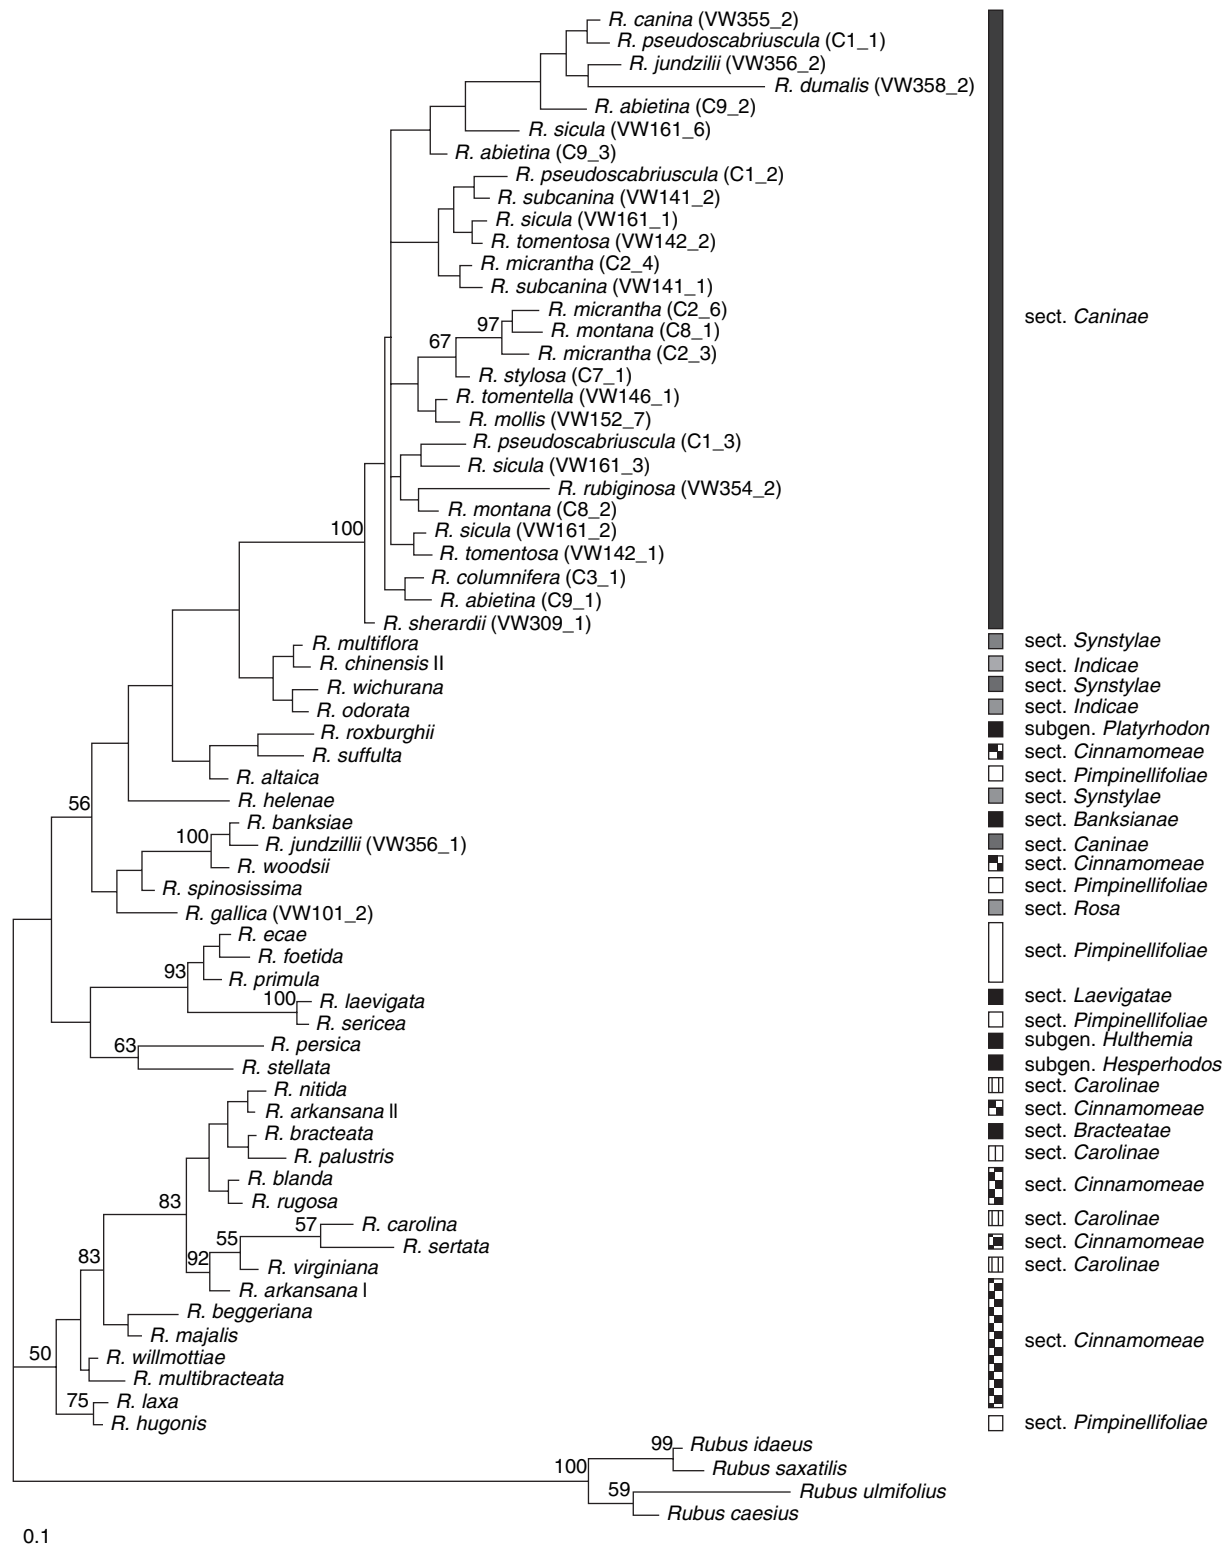 R. canina (VW355_2)
R. pseudoscabriuscula (C1_1)
R. jundzilii (VW356_2)
R. dumalis (VW358_2)
R. abietina (C9_2)
R. sicula (VW161_6)
R. abietina (C9_3)
R. pseudoscabriuscula (C1_2)
R. subcanina (VW141_2)
R. sicula (VW161_1)
R. tomentosa (VW142_2)
R. micrantha (C2_4)
R. subcanina (VW141_1)
R. micrantha (C2_6)
sect. Caninae
97
R. montana (C8_1)
67
R. micrantha (C2_3)
R. stylosa (C7_1)
R. tomentella (VW146_1)
R. mollis (VW152_7)
R. pseudoscabriuscula (C1_3)
R. sicula (VW161_3)
R. rubiginosa (VW354_2)
R. montana (C8_2)
100
R. sicula (VW161_2)
R. tomentosa (VW142_1)
R. columnifera (C3_1)
R. abietina (C9_1)
R. sherardii (VW309_1)
R. multiflora sect. Synstylae
R. chinensis II sect. Indicae
R. wichurana sect. Synstylae
R. odorata sect. Indicae
R. roxburghii subgen. Platyrhodon
R. suffulta sect. Cinnamomeae
R. altaica sect. Pimpinellifoliae
56
R. helenae sect. Synstylae
R. banksiae sect. Banksianae
100
R. jundzillii (VW356_1) sect. Caninae
R. woodsii sect. Cinnamomeae
R. spinosissima sect. Pimpinellifoliae
R. gallica (VW101_2) sect. Rosa
R. ecae
R. foetida sect. Pimpinellifoliae
93
R. primula
100
R. laevigata sect. Laevigatae
R. sericea sect. Pimpinellifoliae
63
R. persica subgen. Hulthemia
R. stellata subgen. Hesperhodos
R. nitida sect. Carolinae
R. arkansana II sect. Cinnamomeae
R. bracteata sect. Bracteatae
R. palustris sect. Carolinae
R. blanda sect. Cinnamomeae
83
R. rugosa
57
R. carolina sect. Carolinae
55
R. sertata sect. Cinnamomeae
83
92
R. virginiana sect. Carolinae
R. arkansana I
R. beggeriana
R. majalis sect. Cinnamomeae
50
R. willmottiae
R. multibracteata
75
R. laxa
R. hugonis sect. Pimpinellifoliae
99
Rubus idaeus
100
Rubus saxatilis
59
Rubus ulmifolius
Rubus caesius
0.1